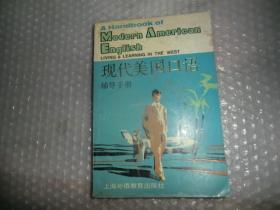 A Handbook of
Modern American
English
LIVING & LEARNING IN THE WEST
现代美国口语
辅导手册
上海外语教育出版社